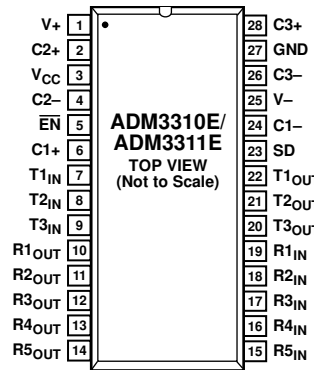 V+ 1 28 C3+
C2+ 2 27 GND
VCC 3 26 C3–
C2– 4 25 V–
EN 5 24 C1–
C1+ 6 23 SD
T1IN 7 22 T1OUT
T2IN 8 21 T2OUT
T3IN 9 20 T3OUT
R1OUT 10 19 R1IN
R2OUT 11 18 R2IN
R3OUT 12 17 R3IN
R4OUT 13 16 R4IN
R5OUT 14 15 R5IN
ADM3310E/
ADM3311E
TOP VIEW
(Not to Scale)